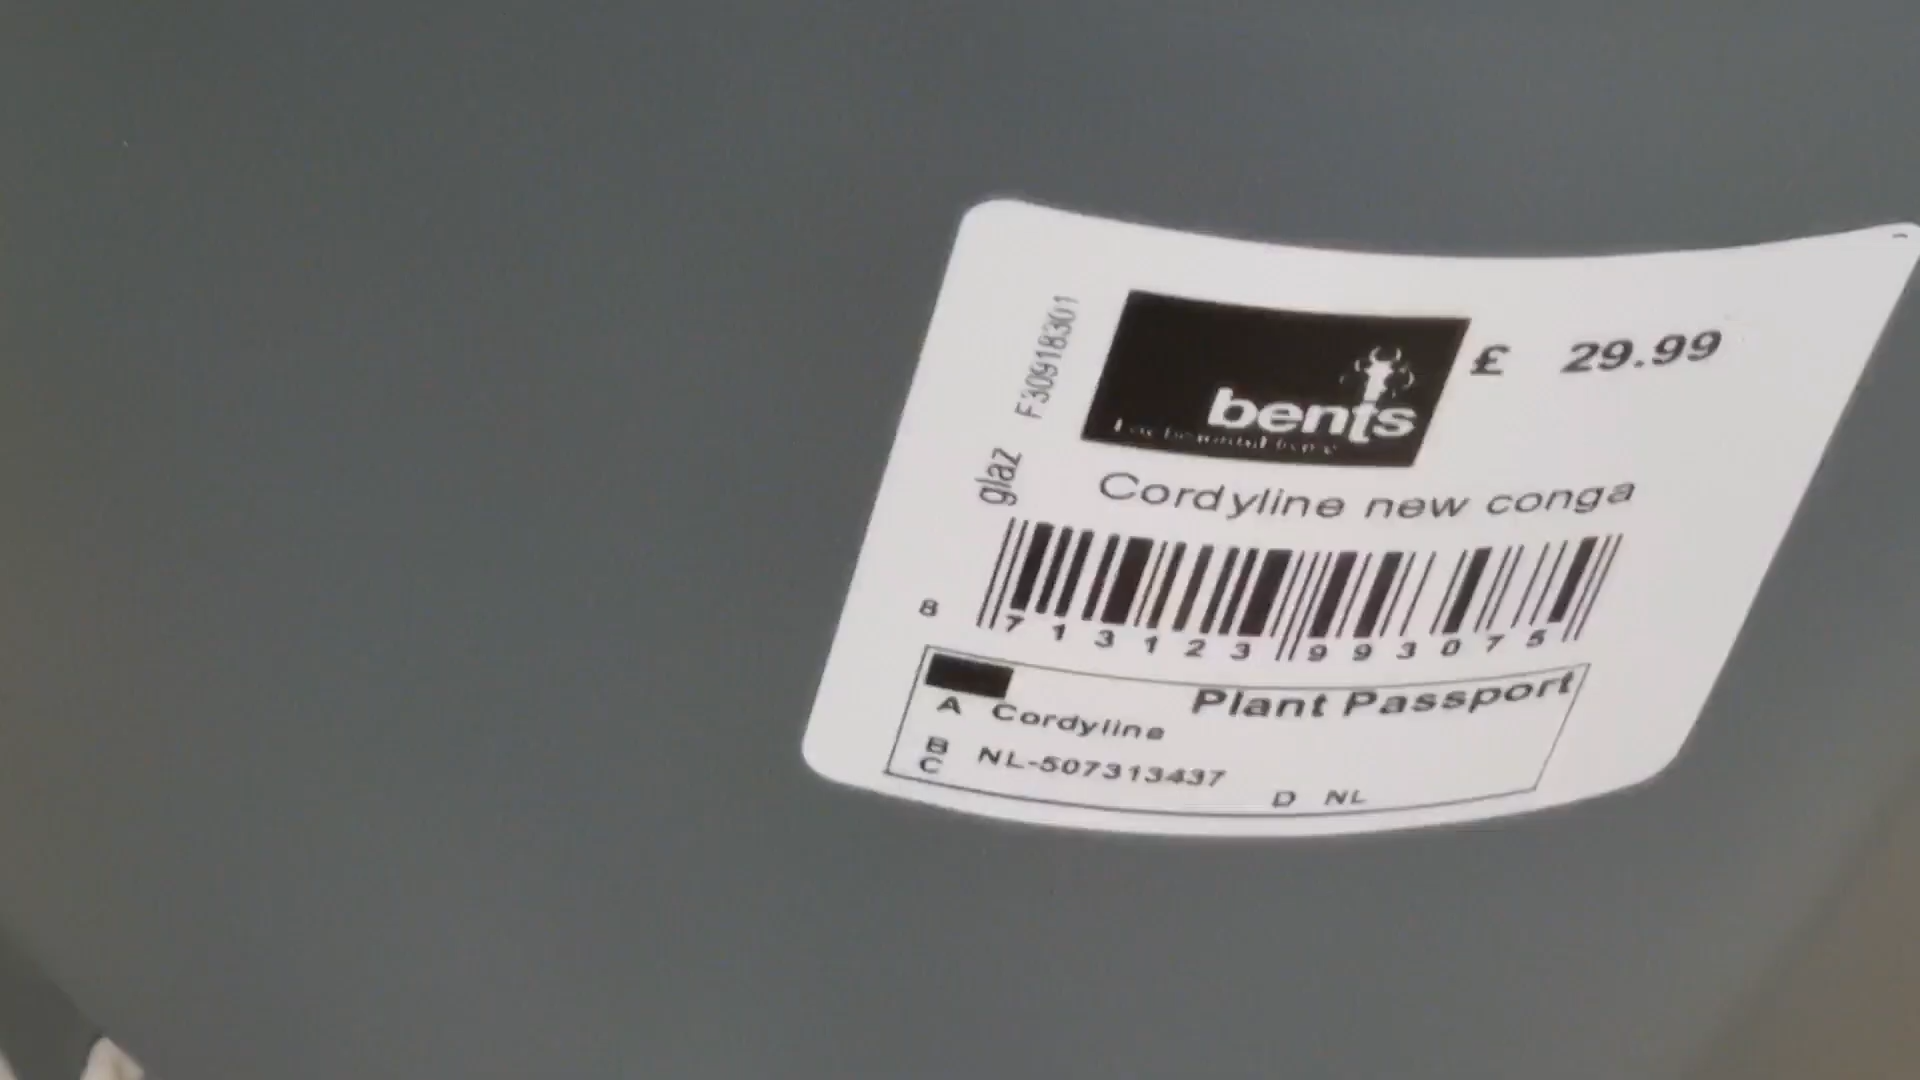 F30918301
glaz
bents
£ 29.99
Cordyline new conga
8 713123 993075
Plant Passport
A Cordyline
B NL-507313437
C
D NL